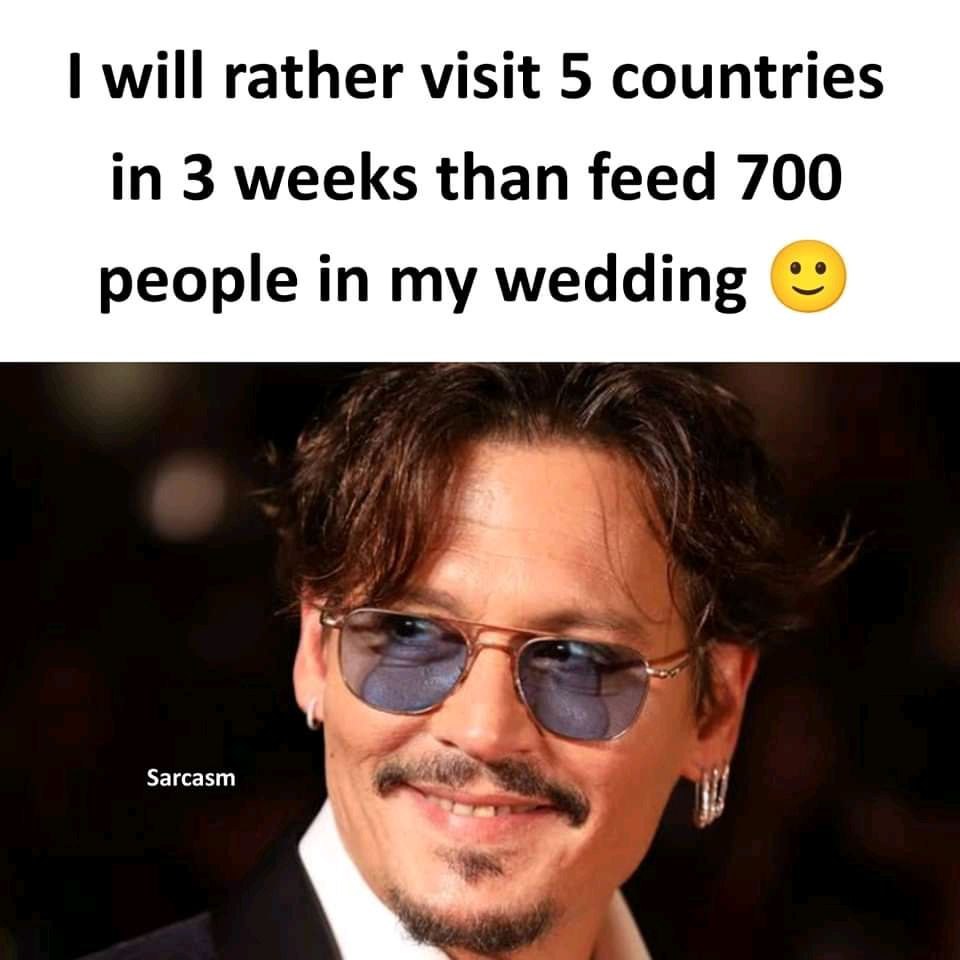 I will rather visit 5 countries
in 3 weeks than feed 700
people in my wedding 🙂
Sarcasm